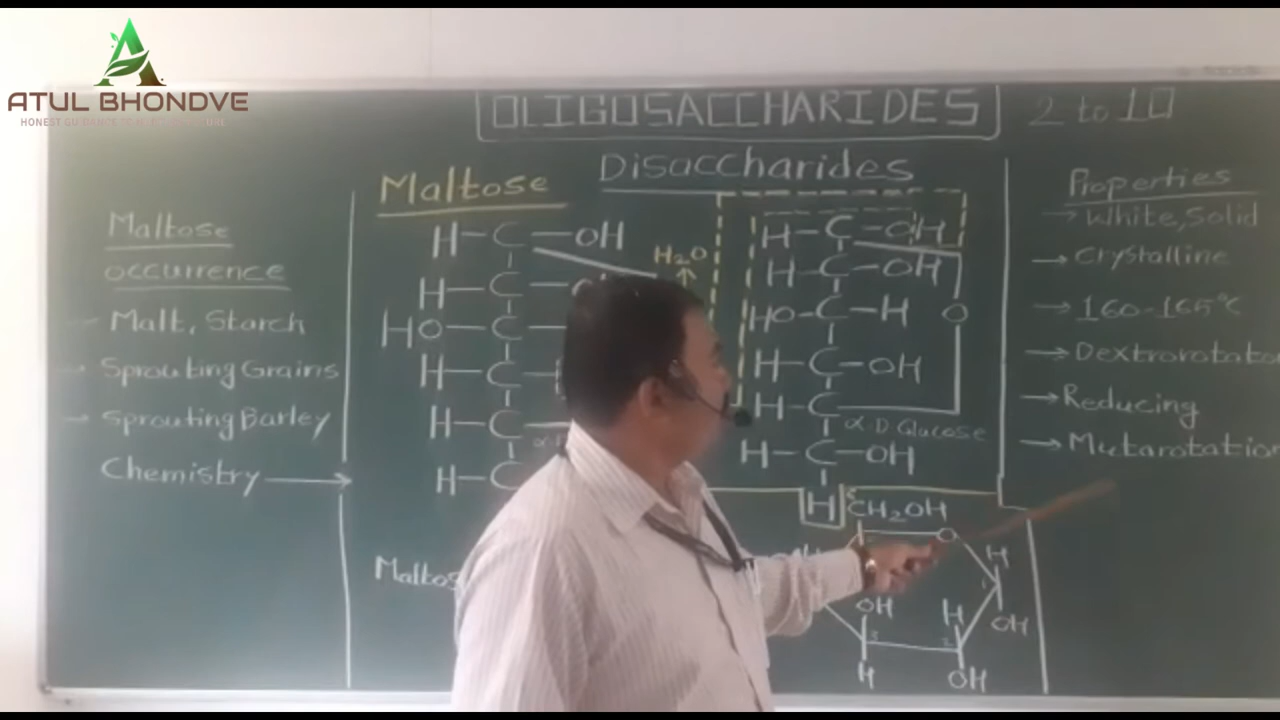 ATUL BHONDVE
OLIGOSACCHARIDES 2 to 10
Disaccharides
Maltose
occurrence
Malt, Starch
Sprouting Grains
Sprouting Barley
Chemistry
Maltose
H-C-OH
H-C-
HO-C-
H-C-
H-C-
H-C
H2O
H-C-OH
H-C-OH
HO-C-H O
H-C-OH
H-C
α-D Glucose
H-C-OH
H
CH2OH
O
H
OH
H
OH
H
OH
Properties
White, Solid
Crystalline
160-165°C
Dextrorotato
Reducing
Mutarotation